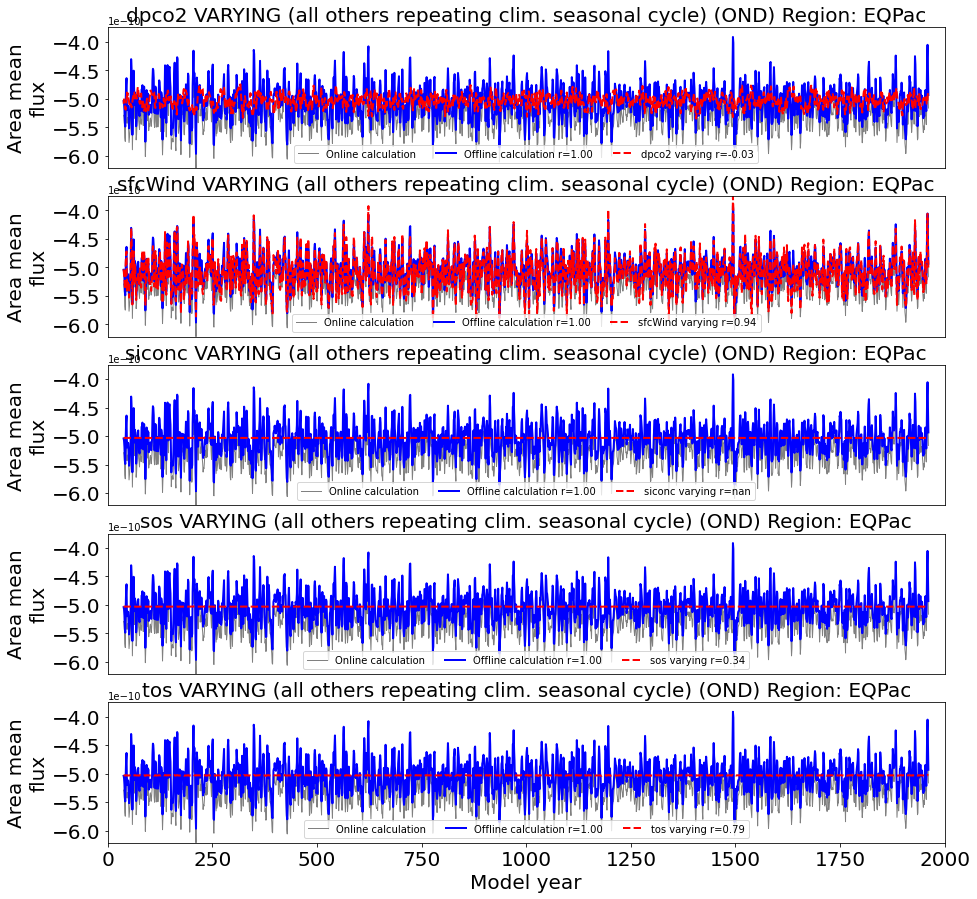 1e−10
dpco2 VARYING (all others repeating clim. seasonal cycle) (OND) Region: EQPac
Area mean
flux
−4.0
−4.5
−5.0
−5.5
−6.0
Online calculation
Offline calculation r=1.00
dpco2 varying r=-0.03
1e−10
sfcWind VARYING (all others repeating clim. seasonal cycle) (OND) Region: EQPac
Area mean
flux
−4.0
−4.5
−5.0
−5.5
−6.0
Online calculation
Offline calculation r=1.00
sfcWind varying r=0.94
1e−10
siconc VARYING (all others repeating clim. seasonal cycle) (OND) Region: EQPac
Area mean
flux
−4.0
−4.5
−5.0
−5.5
−6.0
Online calculation
Offline calculation r=1.00
siconc varying r=nan
1e−10
sos VARYING (all others repeating clim. seasonal cycle) (OND) Region: EQPac
Area mean
flux
−4.0
−4.5
−5.0
−5.5
−6.0
Online calculation
Offline calculation r=1.00
sos varying r=0.34
1e−10
tos VARYING (all others repeating clim. seasonal cycle) (OND) Region: EQPac
Area mean
flux
−4.0
−4.5
−5.0
−5.5
−6.0
Online calculation
Offline calculation r=1.00
tos varying r=0.79
0 250 500 750 1000 1250 1500 1750 2000
Model year